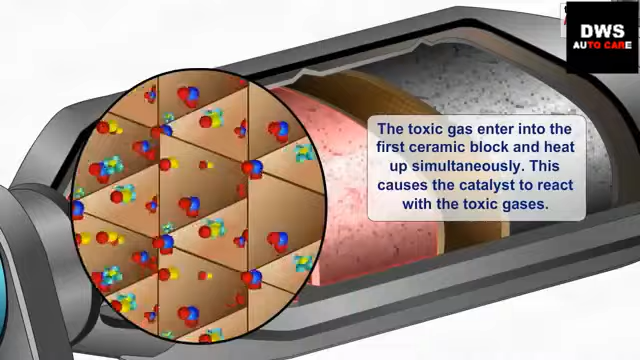 DWS
AUTO CARE
The toxic gas enter into the
first ceramic block and heat
up simultaneously. This
causes the catalyst to react
with the toxic gases.